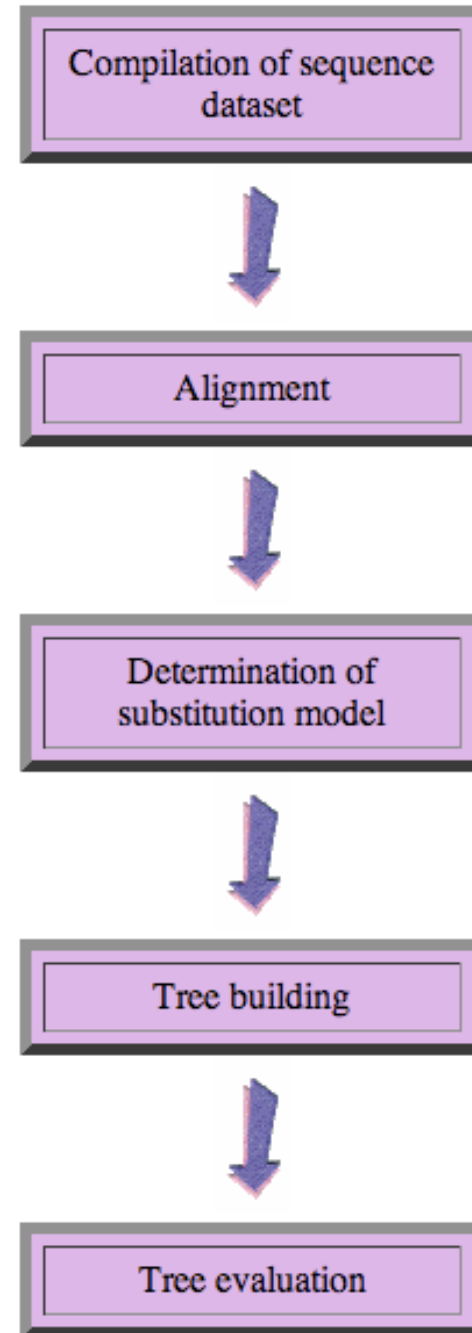 Compilation of sequence
dataset
Alignment
Determination of
substitution model
Tree building
Tree evaluation